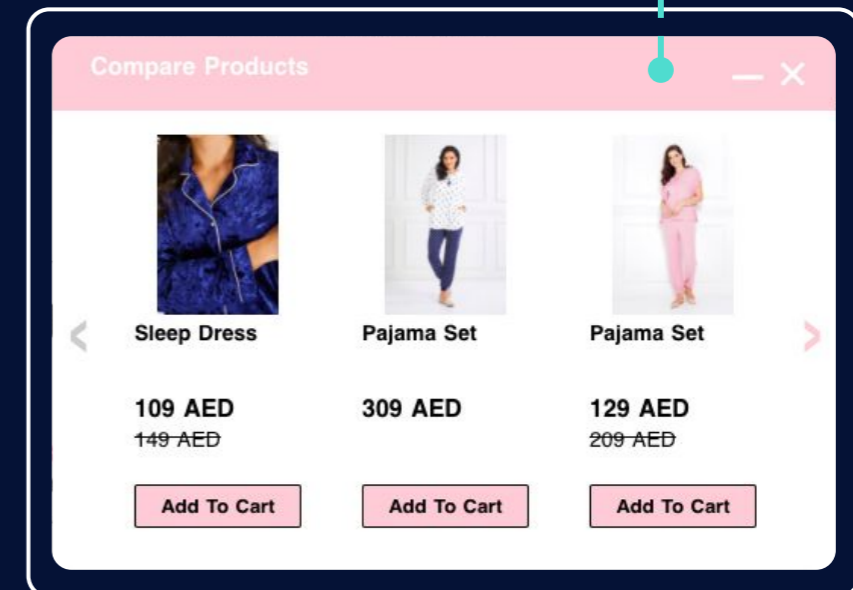 Compare Products
Sleep Dress
Pajama Set
Pajama Set
109 AED
309 AED
129 AED
149 AED
209 AED
Add To Cart
Add To Cart
Add To Cart